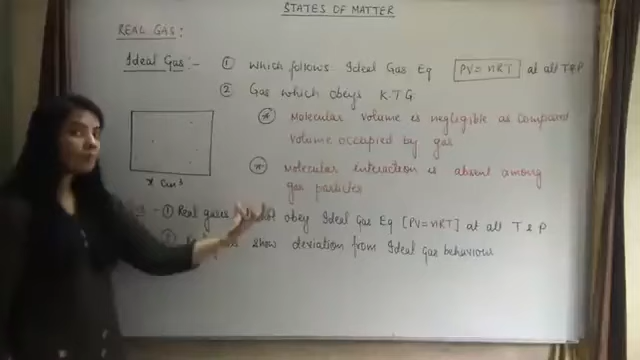 STATES OF MATTER
REAL GAS:
Ideal Gas:- ① which follows Ideal Gas Eq PV = nRT at all T & P
② Gas which obeys K.T.G
Molecular volume is negligible as compared
volume occupied by gas
Molecular interaction is absent among
gas particles
x cm³
① Real gases obey Ideal Gas Eq [PV = nRT] at all T & P
show deviation from Ideal Gas behaviour